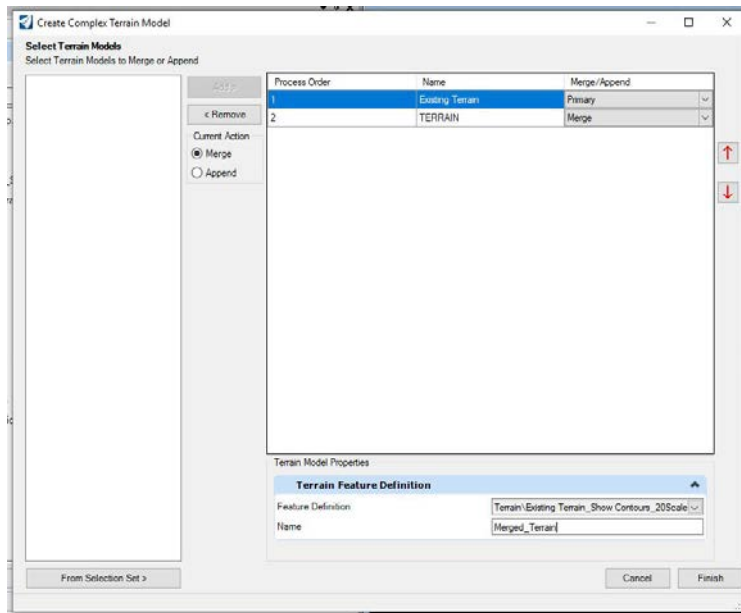 Create Complex Terrain Model
Select Terrain Models
Select Terrain Models to Merge or Append
Add >
Process Order Name Merge/Append
1 Existing Terrain Primary
< Remove
2 TERRAIN Merge
Current Action
Merge
Append
Terrain Model Properties
Terrain Feature Definition
Feature Definition Terrain\Existing Terrain_Show Contours_20Scale
Name Merged_Terrain
From Selection Set >
Cancel Finish